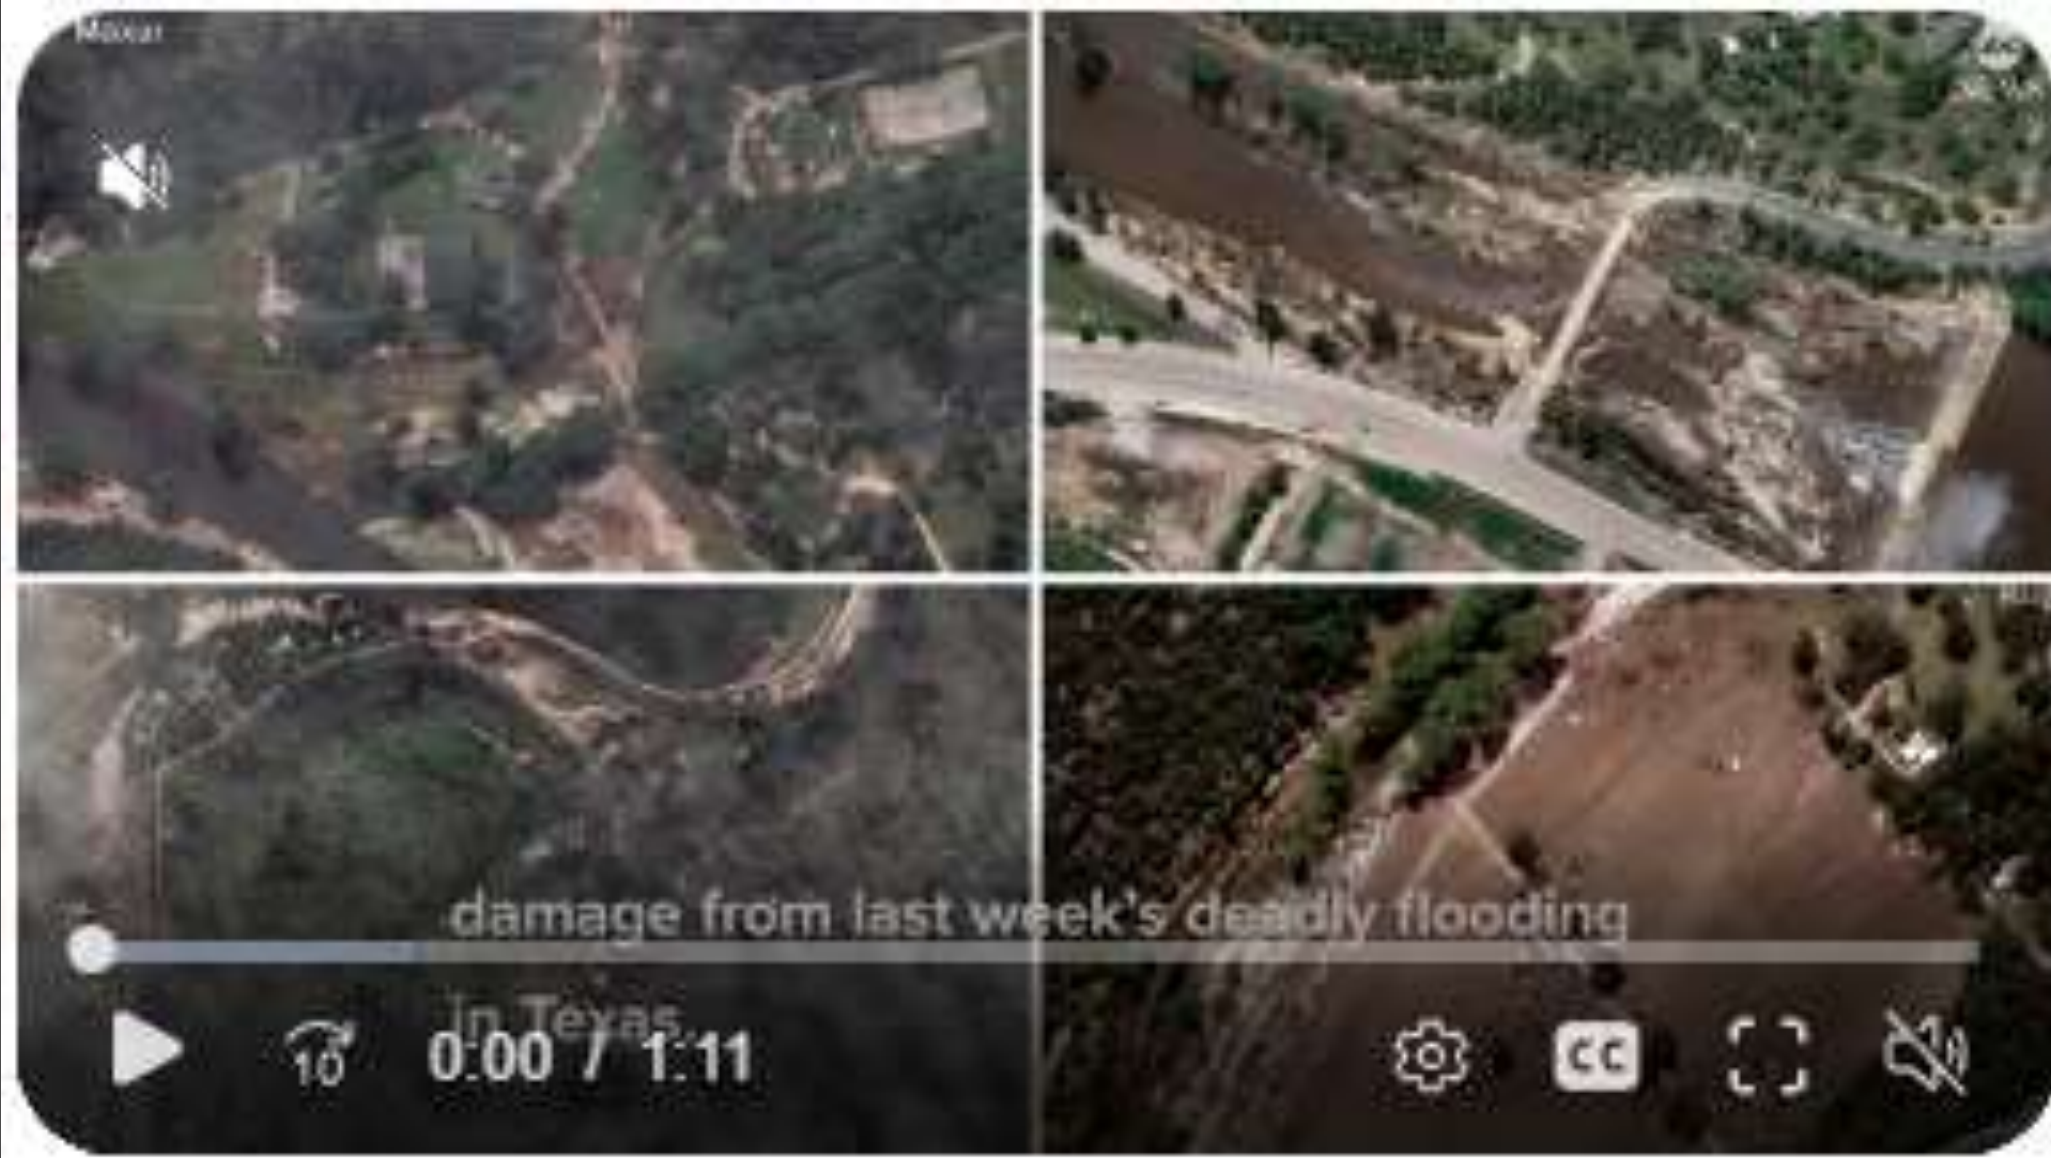 Maxar
damage from last week's deadly flooding
in Texas.
10
0:00 / 1:11
CC